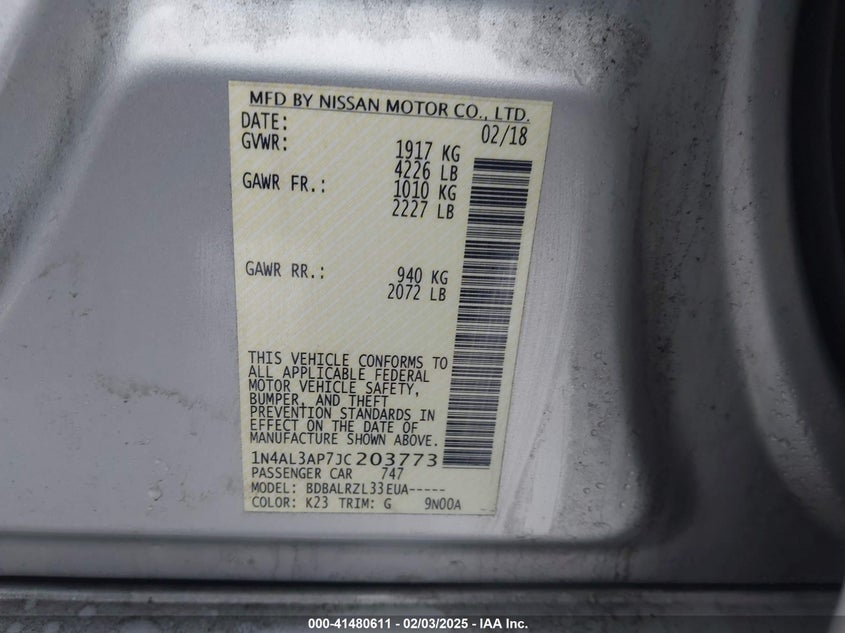 MFD BY NISSAN MOTOR CO., LTD.
DATE: 02/18
GVWR: 1917 KG
4226 LB
GAWR FR.: 1010 KG
2227 LB
GAWR RR.: 940 KG
2072 LB
THIS VEHICLE CONFORMS TO
ALL APPLICABLE FEDERAL
MOTOR VEHICLE SAFETY,
BUMPER, AND THEFT
PREVENTION STANDARDS IN
EFFECT ON THE DATE OF
MANUFACTURE SHOWN ABOVE.
1N4AL3AP7JC203773
PASSENGER CAR 747
MODEL: BDBALRZL33EUA-----
COLOR: K23 TRIM: G 9N00A
000-41480611 - 02/03/2025 - IAA Inc.